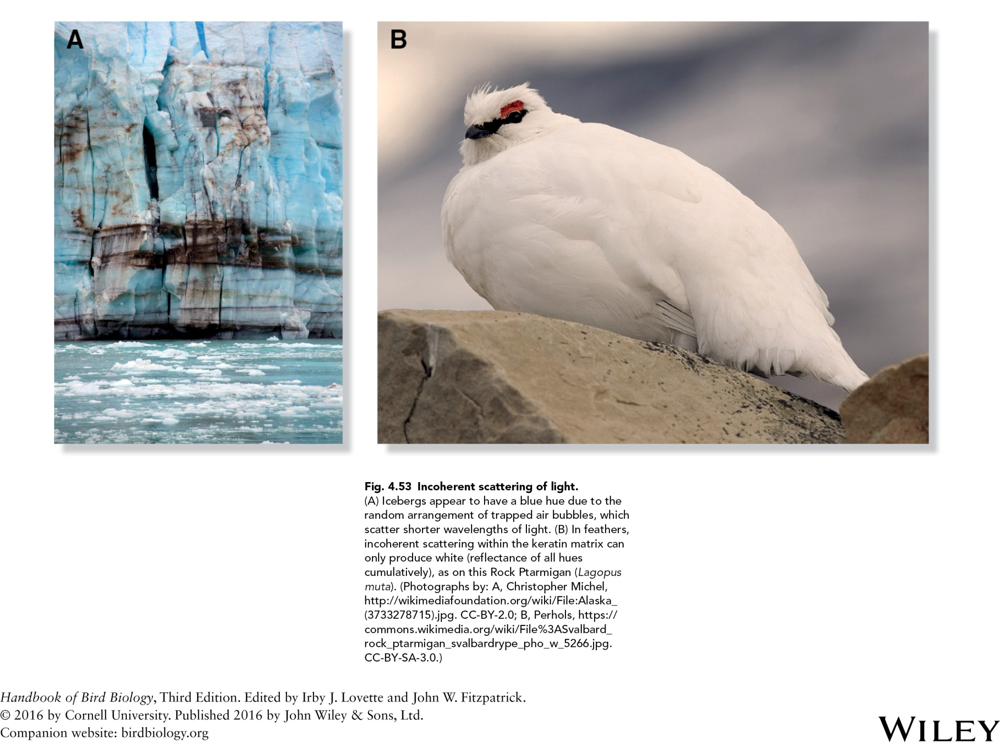 A
B
Fig. 4.53 Incoherent scattering of light.
(A) Icebergs appear to have a blue hue due to the
random arrangement of trapped air bubbles, which
scatter shorter wavelengths of light. (B) In feathers,
incoherent scattering within the keratin matrix can
only produce white (reflectance of all hues
cumulatively), as on this Rock Ptarmigan (Lagopus
muta). (Photographs by: A, Christopher Michel,
http://wikimediafoundation.org/wiki/File:Alaska_
(3733278715).jpg. CC-BY-2.0; B, Perhols, https://
commons.wikimedia.org/wiki/File%3ASvalbard_
rock_ptarmigan_svalbardrype_pho_w_5266.jpg.
CC-BY-SA-3.0.)
Handbook of Bird Biology, Third Edition. Edited by Irby J. Lovette and John W. Fitzpatrick.
© 2016 by Cornell University. Published 2016 by John Wiley & Sons, Ltd.
Companion website: birdbiology.org
WILEY